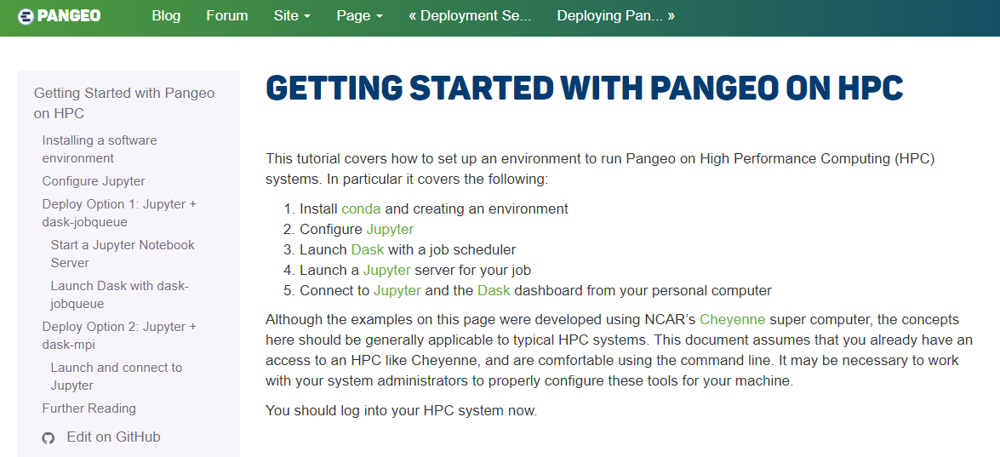 PANGEO Blog Forum Site Page « Deployment Se... Deploying Pan... »
Getting Started with Pangeo
on HPC
Installing a software
environment
Configure Jupyter
Deploy Option 1: Jupyter +
dask-jobqueue
Start a Jupyter Notebook
Server
Launch Dask with dask-
jobqueue
Deploy Option 2: Jupyter +
dask-mpi
Launch and connect to
Jupyter
Further Reading
Edit on GitHub
GETTING STARTED WITH PANGEO ON HPC
This tutorial covers how to set up an environment to run Pangeo on High Performance Computing (HPC)
systems. In particular it covers the following:
1. Install conda and creating an environment
2. Configure Jupyter
3. Launch Dask with a job scheduler
4. Launch a Jupyter server for your job
5. Connect to Jupyter and the Dask dashboard from your personal computer
Although the examples on this page were developed using NCAR’s Cheyenne super computer, the concepts
here should be generally applicable to typical HPC systems. This document assumes that you already have an
access to an HPC like Cheyenne, and are comfortable using the command line. It may be necessary to work
with your system administrators to properly configure these tools for your machine.
You should log into your HPC system now.